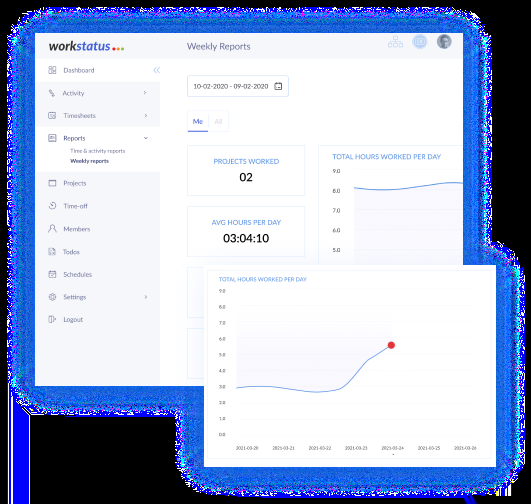 workstatus
Weekly Reports
Dashboard
Activity
Timesheets
Reports
Time & activity reports
Weekly reports
Projects
Time-off
Members
Todos
Schedules
Settings
Logout
10-02-2020 - 09-02-2020
Me All
PROJECTS WORKED
02
AVG HOURS PER DAY
03:04:10
TOTAL HOURS WORKED PER DAY
9.0
8.0
7.0
6.0
5.0
TOTAL HOURS WORKED PER DAY
9.0
8.0
7.0
6.0
5.0
4.0
3.0
2.0
1.0
0.0
2021-03-20 2021-03-21 2021-03-22 2021-03-23 2021-03-24 2021-03-25 2021-03-26